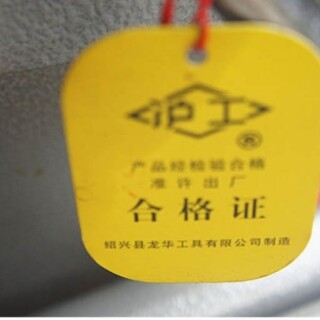 沪工
®
产品经检验合格
准许出厂
合格证
绍兴县龙华工具有限公司制造